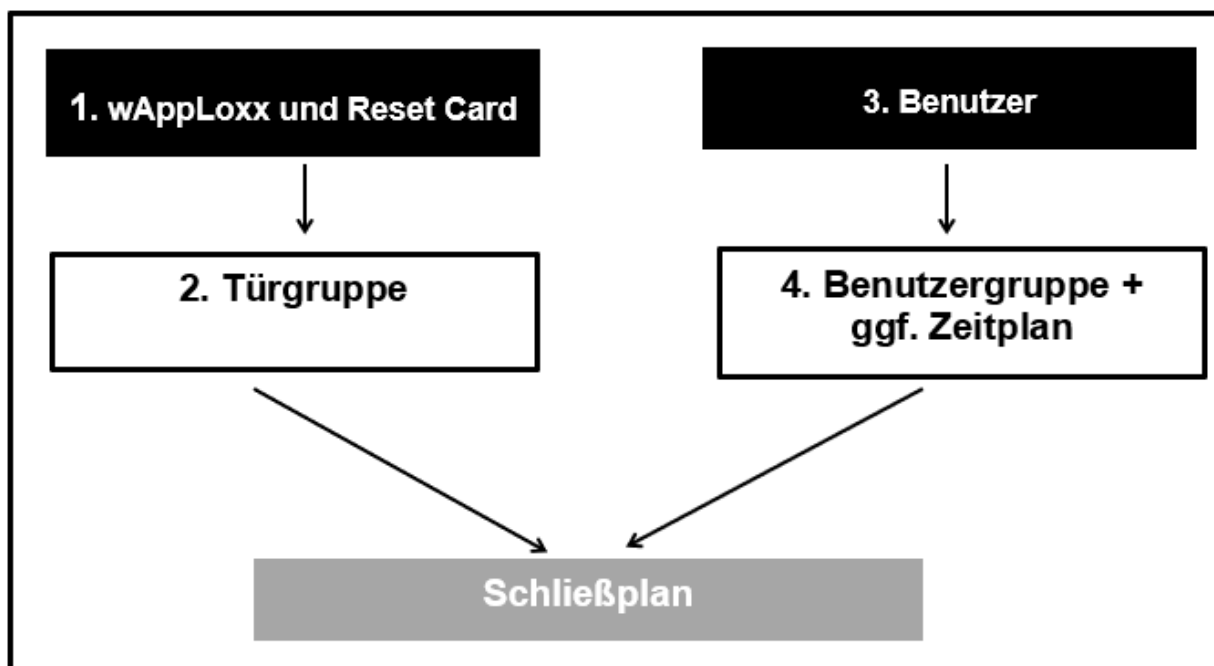 1. wAppLoxx und Reset Card
3. Benutzer
2. Türgruppe
4. Benutzergruppe +
ggf. Zeitplan
Schließplan